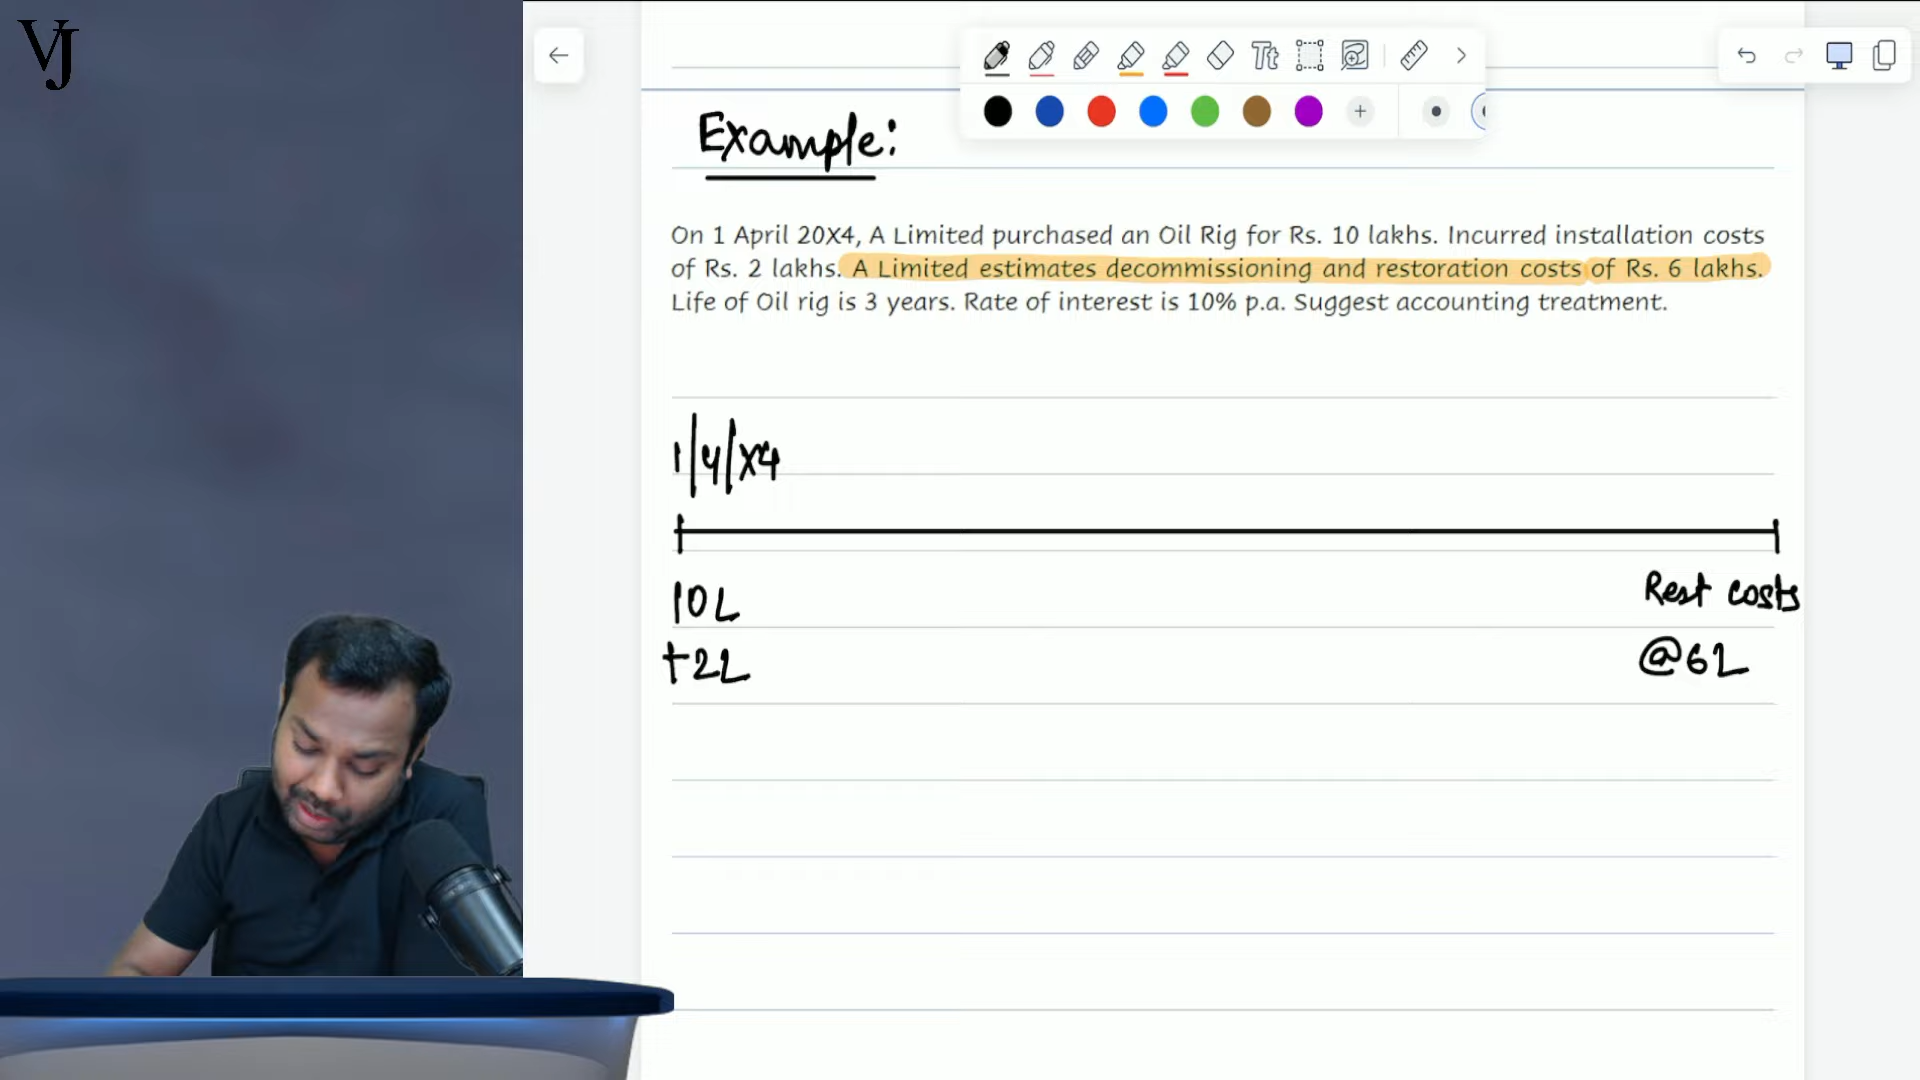 VJ
Tt
Example:
On 1 April 20X4, A Limited purchased an Oil Rig for Rs. 10 lakhs. Incurred installation costs
of Rs. 2 lakhs. A Limited estimates decommissioning and restoration costs of Rs. 6 lakhs.
Life of Oil rig is 3 years. Rate of interest is 10% p.a. Suggest accounting treatment.
1/4/X4
10L
Rest costs
+2L
@6L